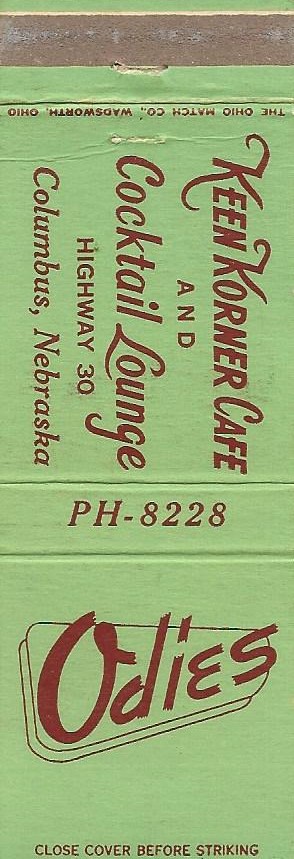 THE OHIO MATCH CO., WADSWORTH, OHIO
KEEN KORNER CAFE
AND
Cocktail Lounge
HIGHWAY 30
Columbus, Nebraska
PH-8228
Odies
CLOSE COVER BEFORE STRIKING